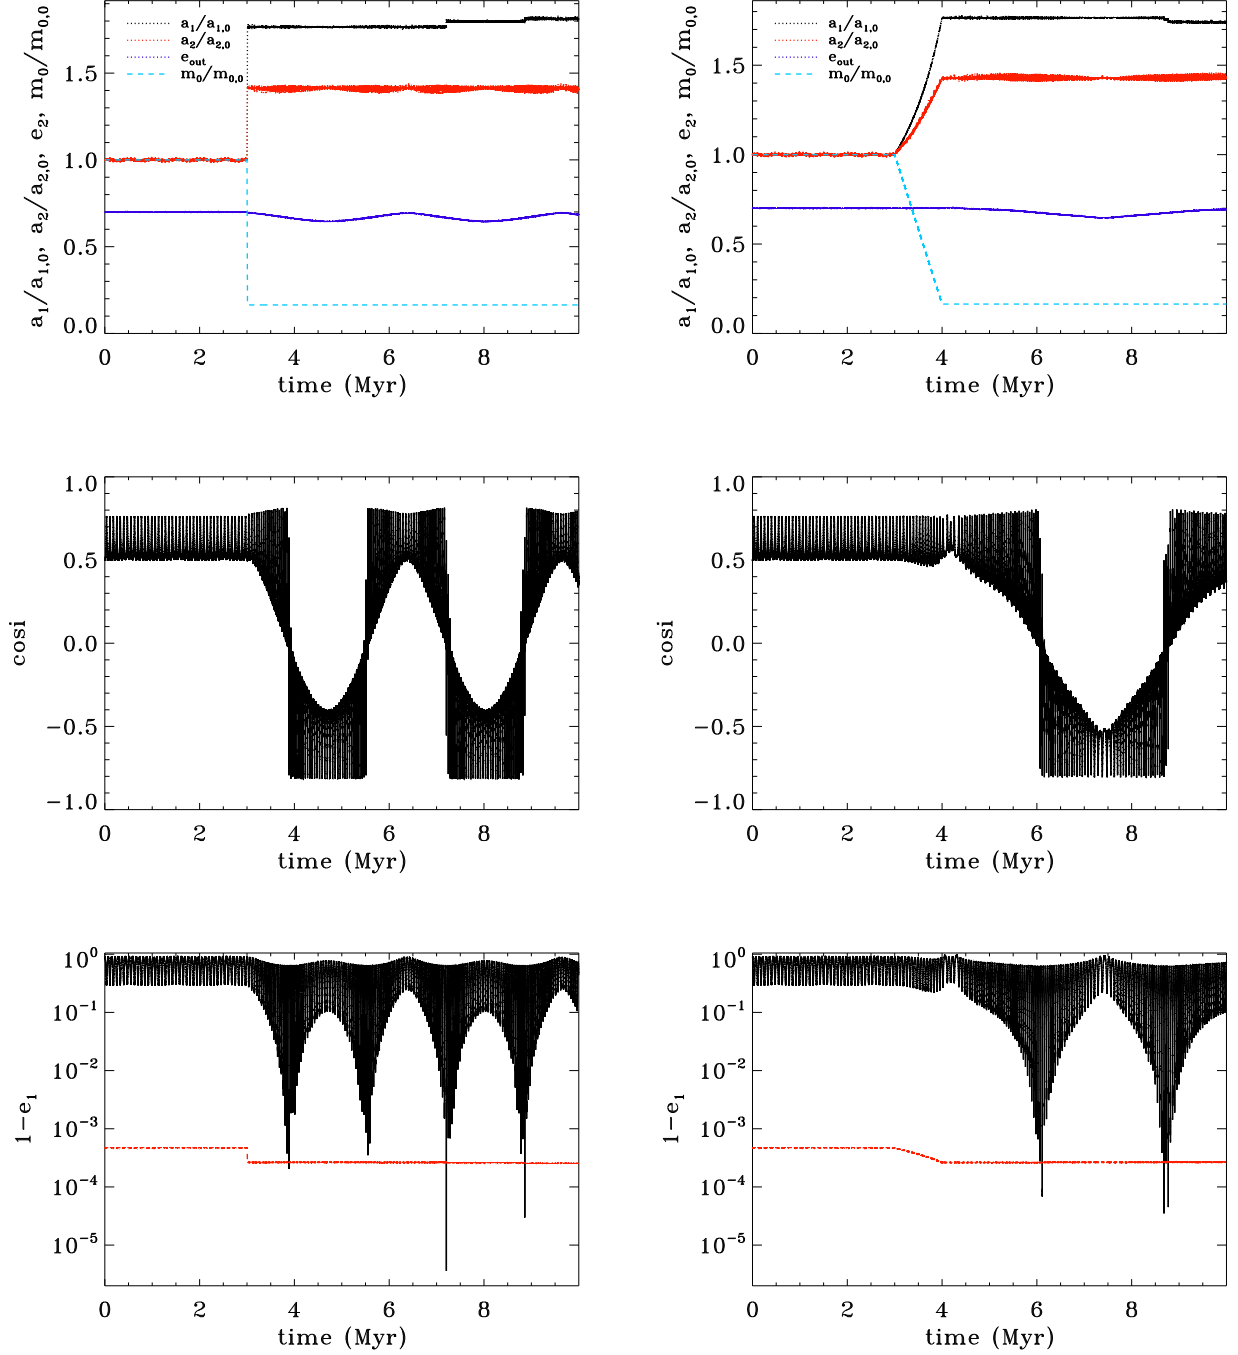 a₁/a₁,₀, a₂/a₂,₀, e₂, m₀/m₀,₀
a₁/a₁,₀
a₂/a₂,₀
e_out
m₀/m₀,₀
1.5
1.0
0.5
0.0
0 2 4 6 8
time (Myr)
a₁/a₁,₀, a₂/a₂,₀, e₂, m₀/m₀,₀
a₁/a₁,₀
a₂/a₂,₀
e_out
m₀/m₀,₀
1.5
1.0
0.5
0.0
0 2 4 6 8
time (Myr)
cosi
1.0
0.5
0.0
−0.5
−1.0
0 2 4 6 8
time (Myr)
cosi
1.0
0.5
0.0
−0.5
−1.0
0 2 4 6 8
time (Myr)
1−e₁
10⁰
10⁻¹
10⁻²
10⁻³
10⁻⁴
10⁻⁵
0 2 4 6 8
time (Myr)
1−e₁
10⁰
10⁻¹
10⁻²
10⁻³
10⁻⁴
10⁻⁵
0 2 4 6 8
time (Myr)